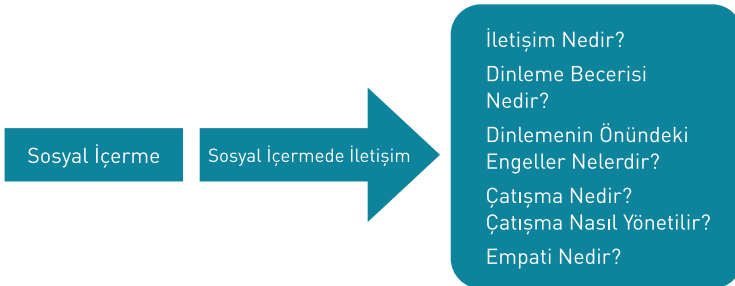 Sosyal İçerme
Sosyal İçermede İletişim
İletişim Nedir?
Dinleme Becerisi
Nedir?
Dinlemenin Önündeki
Engeller Nelerdir?
Çatışma Nedir?
Çatışma Nasıl Yönetilir?
Empati Nedir?